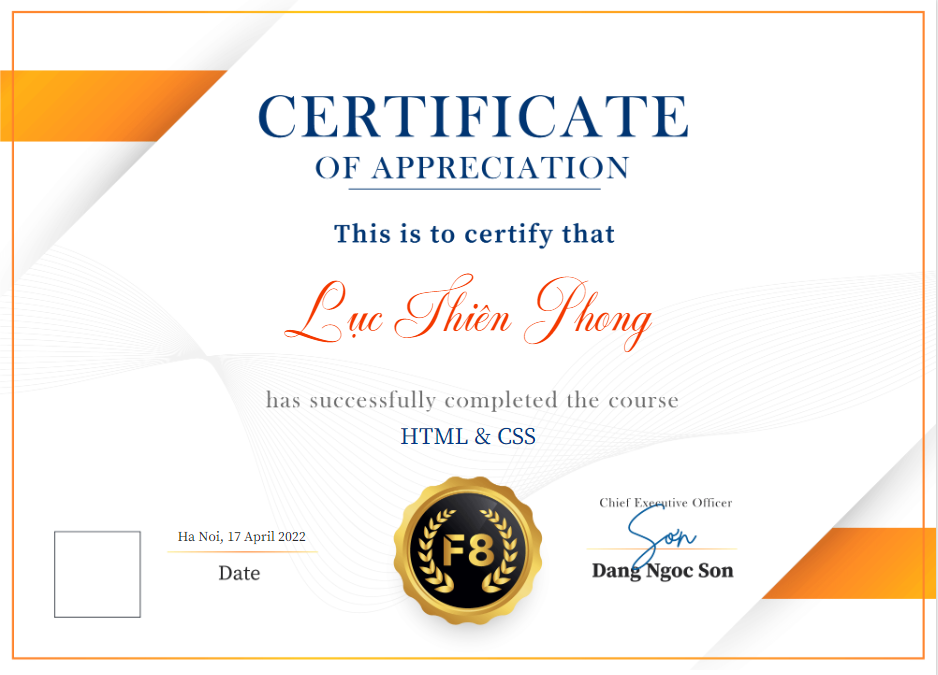 CERTIFICATE
OF APPRECIATION
This is to certify that
Lục Thiên Phong
has successfully completed the course
HTML & CSS
Ha Noi, 17 April 2022
Date
F8
Chief Executive Officer
Sơn
Dang Ngoc Son